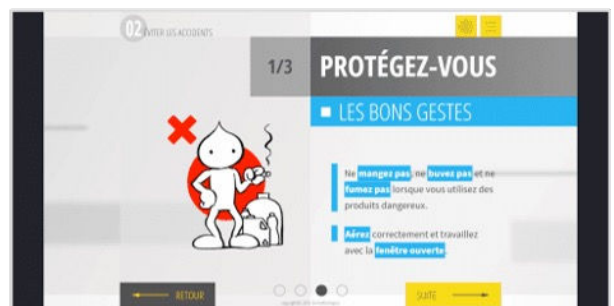 02 ÉVITER LES ACCIDENTS
1/3 PROTÉGEZ-VOUS
LES BONS GESTES
Ne mangez pas, ne buvez pas et ne
fumez pas lorsque vous utilisez des
produits dangereux.
Aérez correctement et travaillez
avec la fenêtre ouverte
RETOUR
SUITE